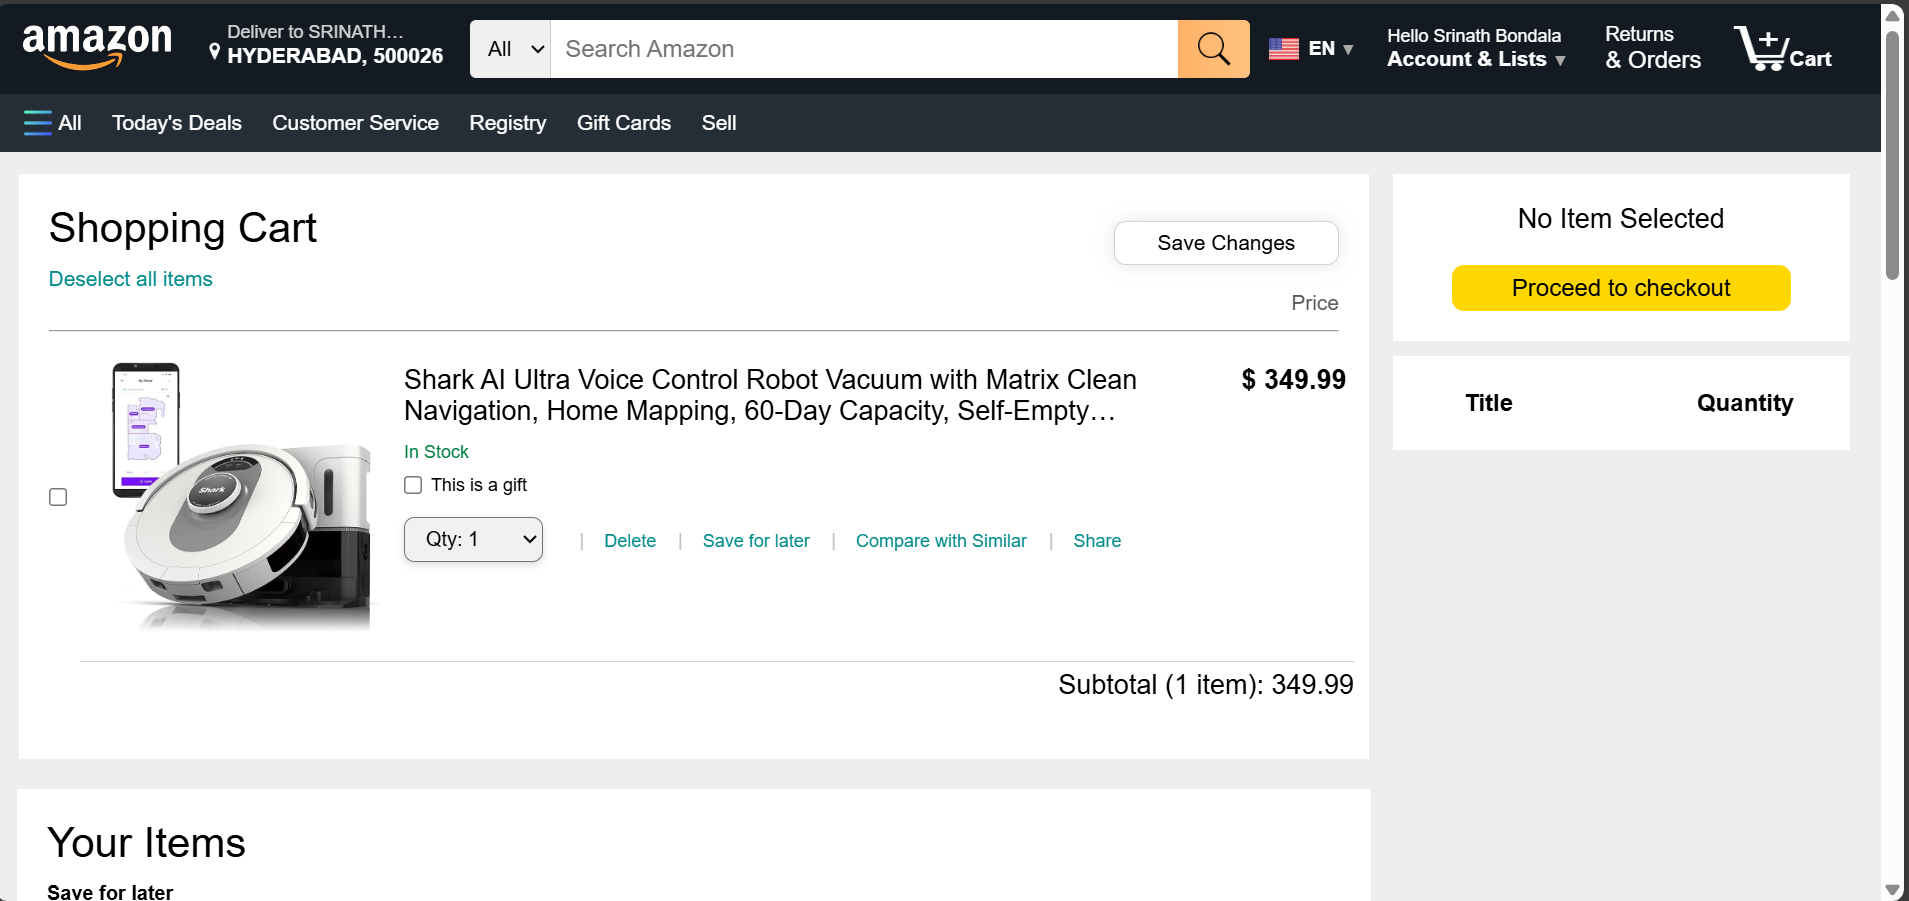 amazon
Deliver to SRINATH...
HYDERABAD, 500026
All
Search Amazon
EN
Hello Srinath Bondala
Account & Lists
Returns
& Orders
Cart
All
Today's Deals
Customer Service
Registry
Gift Cards
Sell
Shopping Cart
Deselect all items
Save Changes
Price
Shark AI Ultra Voice Control Robot Vacuum with Matrix Clean
Navigation, Home Mapping, 60-Day Capacity, Self-Empty…
$ 349.99
In Stock
This is a gift
Qty: 1
| Delete | Save for later | Compare with Similar | Share
Shark
Subtotal (1 item): 349.99
No Item Selected
Proceed to checkout
Title
Quantity
Your Items
Save for later